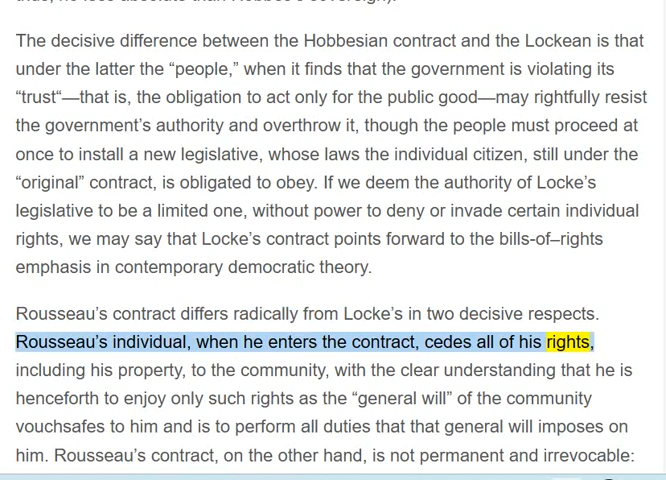 The decisive difference between the Hobbesian contract and the Lockean is that
under the latter the “people,” when it finds that the government is violating its
“trust“—that is, the obligation to act only for the public good—may rightfully resist
the government’s authority and overthrow it, though the people must proceed at
once to install a new legislative, whose laws the individual citizen, still under the
“original” contract, is obligated to obey. If we deem the authority of Locke’s
legislative to be a limited one, without power to deny or invade certain individual
rights, we may say that Locke’s contract points forward to the bills-of–rights
emphasis in contemporary democratic theory.
Rousseau’s contract differs radically from Locke’s in two decisive respects.
Rousseau’s individual, when he enters the contract, cedes all of his rights,
including his property, to the community, with the clear understanding that he is
henceforth to enjoy only such rights as the “general will” of the community
vouchsafes to him and is to perform all duties that that general will imposes on
him. Rousseau’s contract, on the other hand, is not permanent and irrevocable: